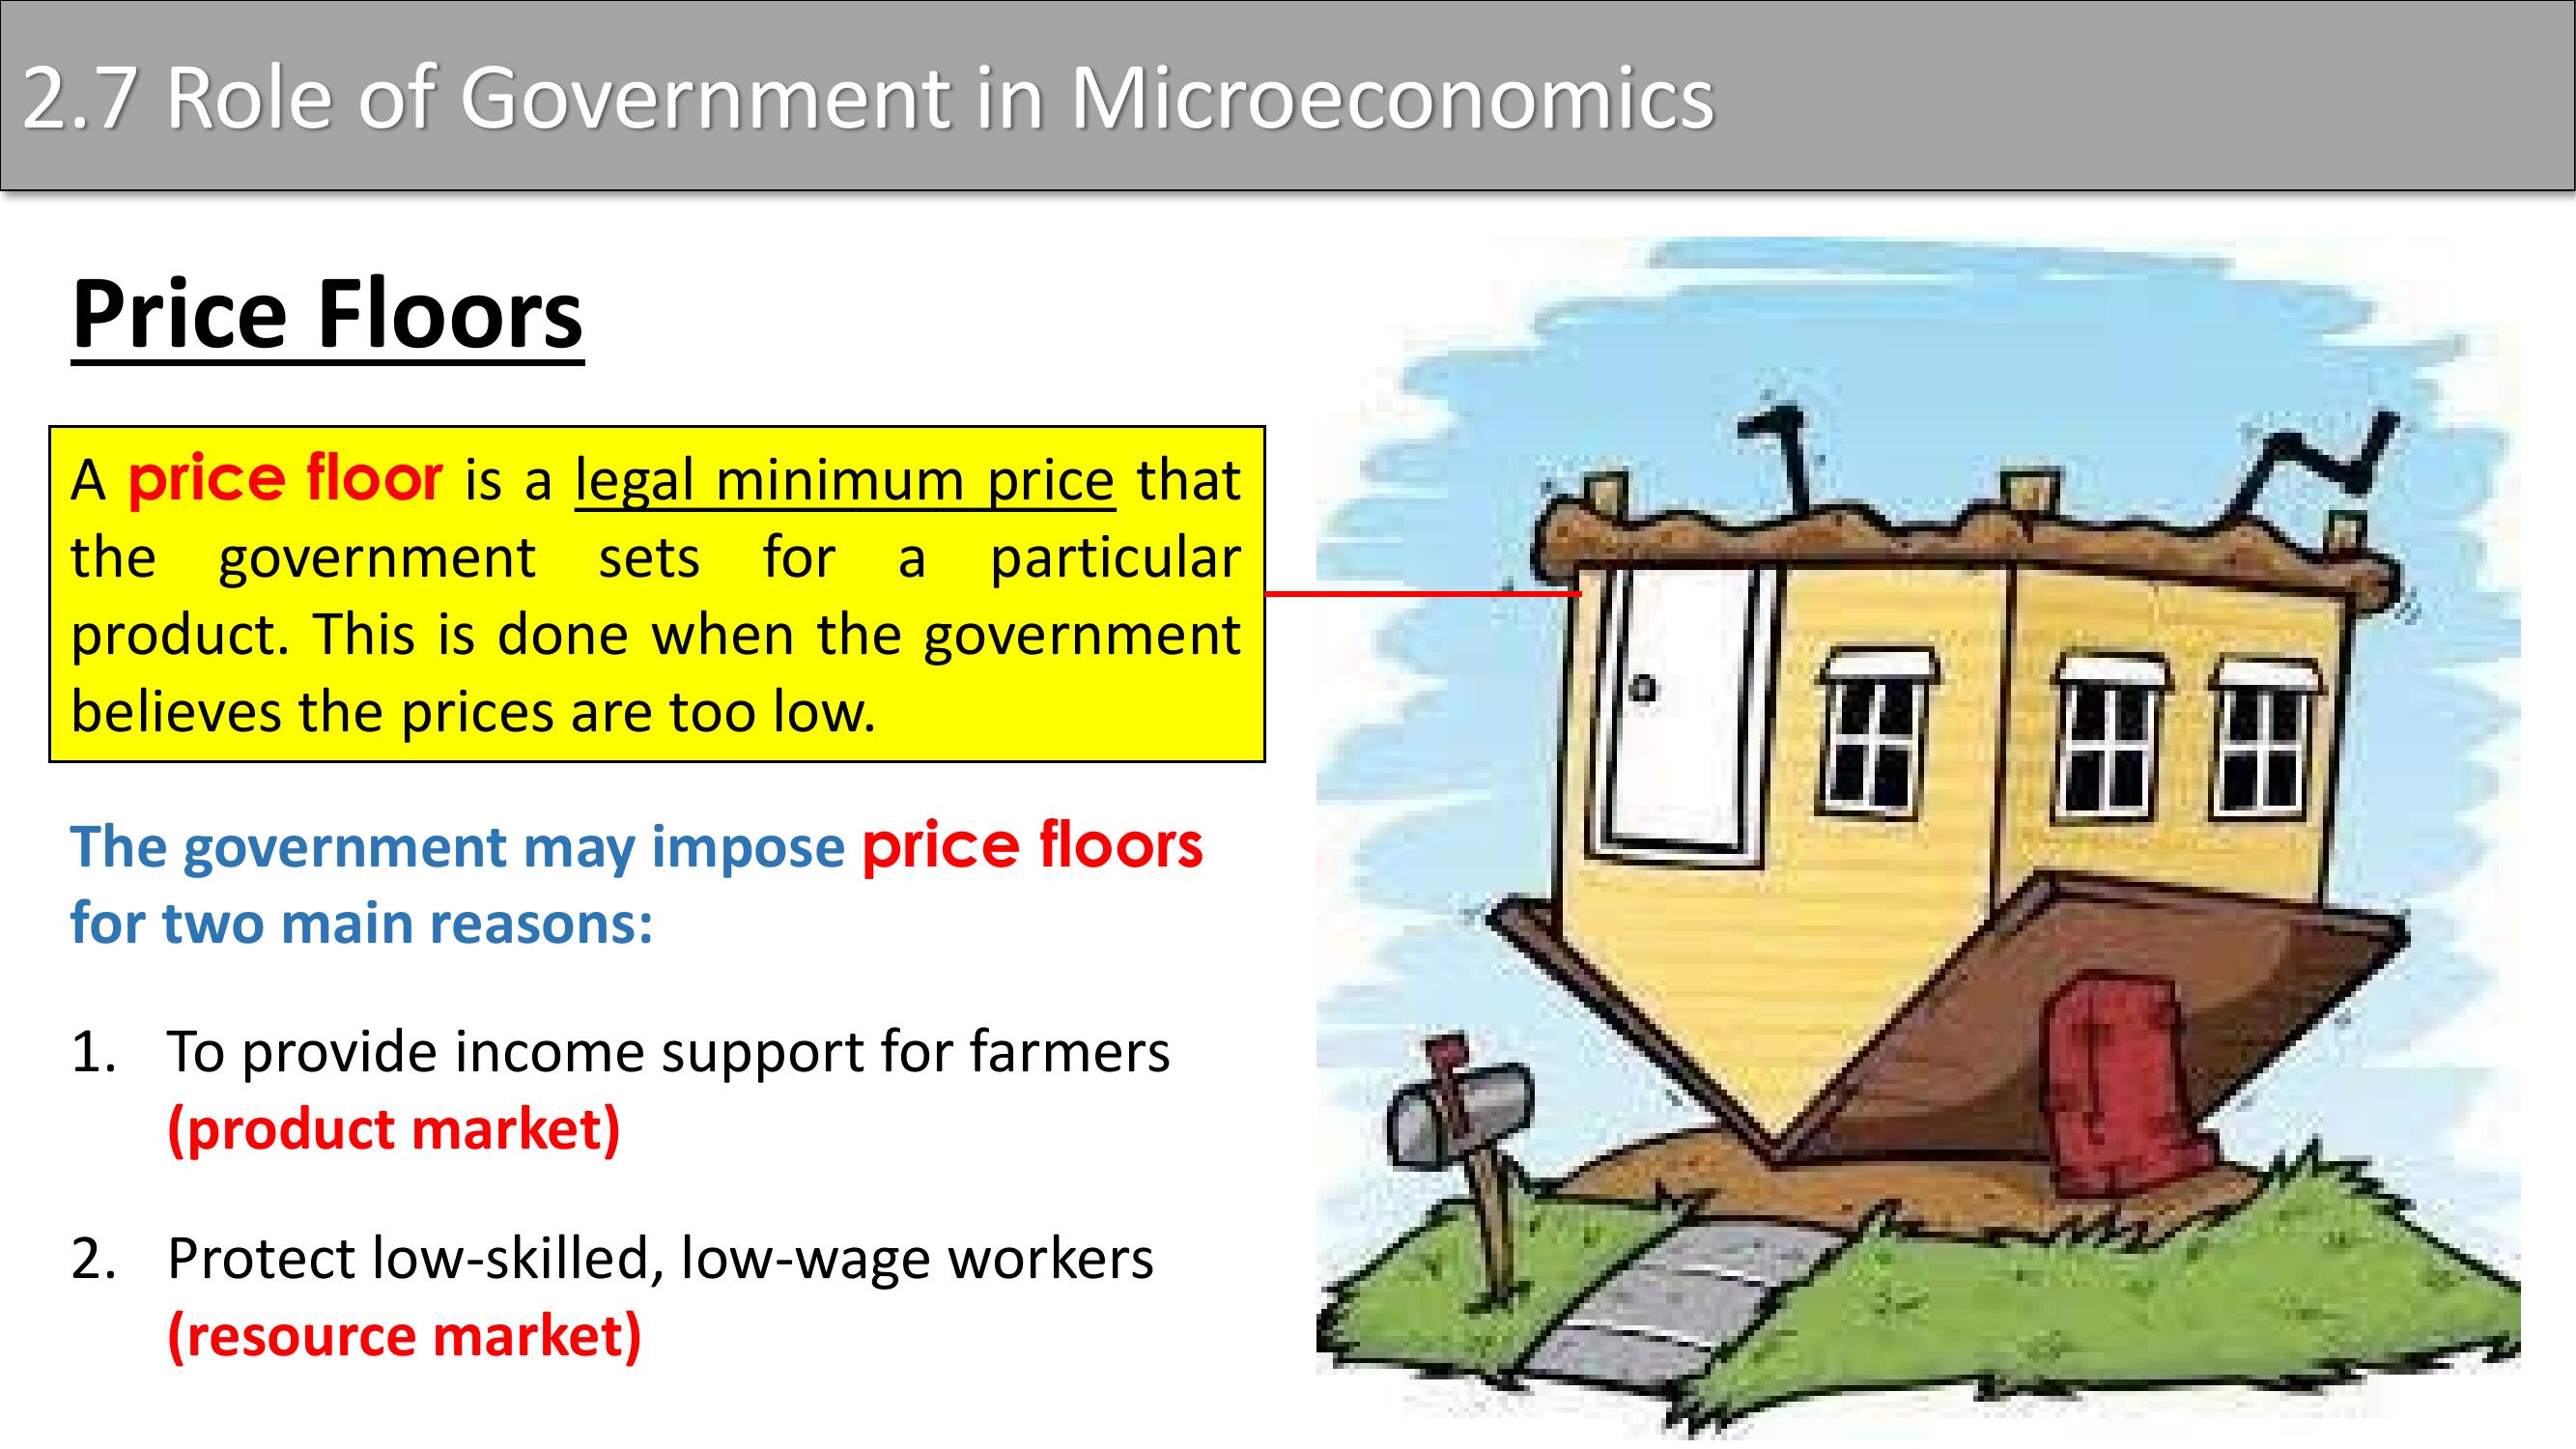 2.7 Role of Government in Microeconomics
Price Floors
A price floor is a legal minimum price that
the government sets for a particular
product. This is done when the government
believes the prices are too low.
The government may impose price floors
for two main reasons:
1. To provide income support for farmers
(product market)
2. Protect low-skilled, low-wage workers
(resource market)